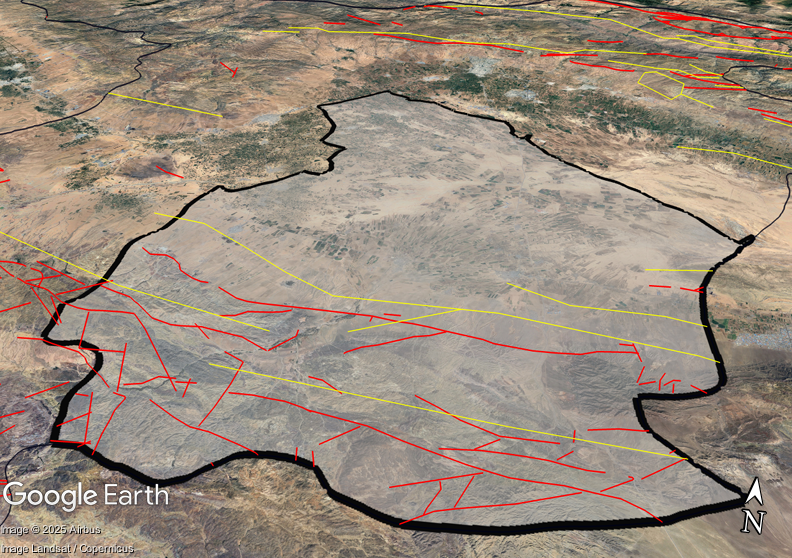 N
Google Earth
Image © 2025 Airbus
Image Landsat / Copernicus